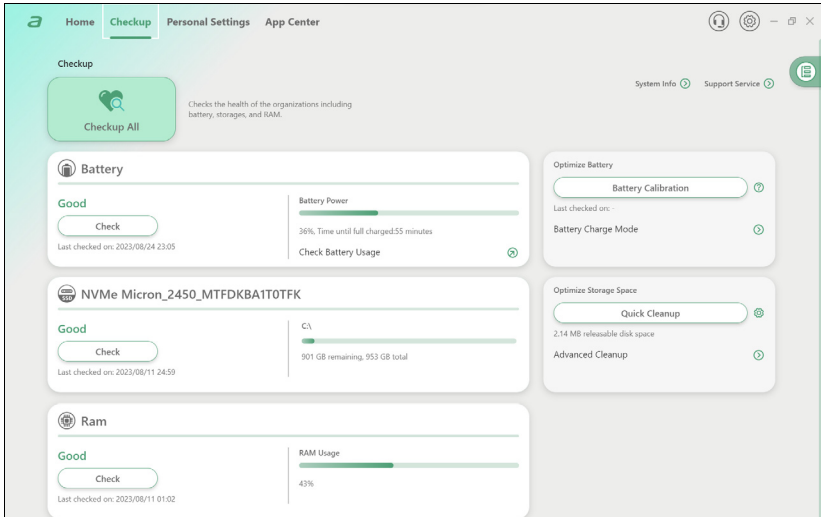 a
Home Checkup Personal Settings App Center
Checkup
Checkup All
Checks the health of the organizations including
battery, storages, and RAM.
System Info
Support Service
Battery
Good
Check
Last checked on: 2023/08/24 23:05
Battery Power
36%, Time until full charged:55 minutes
Check Battery Usage
Optimize Battery
Battery Calibration
Last checked on: -
Battery Charge Mode
SSD
NVMe Micron_2450_MTFDKBA1T0TFK
Good
Check
Last checked on: 2023/08/11 24:59
C:\
901 GB remaining, 953 GB total
Optimize Storage Space
Quick Cleanup
2.14 MB releasable disk space
Advanced Cleanup
Ram
Good
Check
Last checked on: 2023/08/11 01:02
RAM Usage
43%